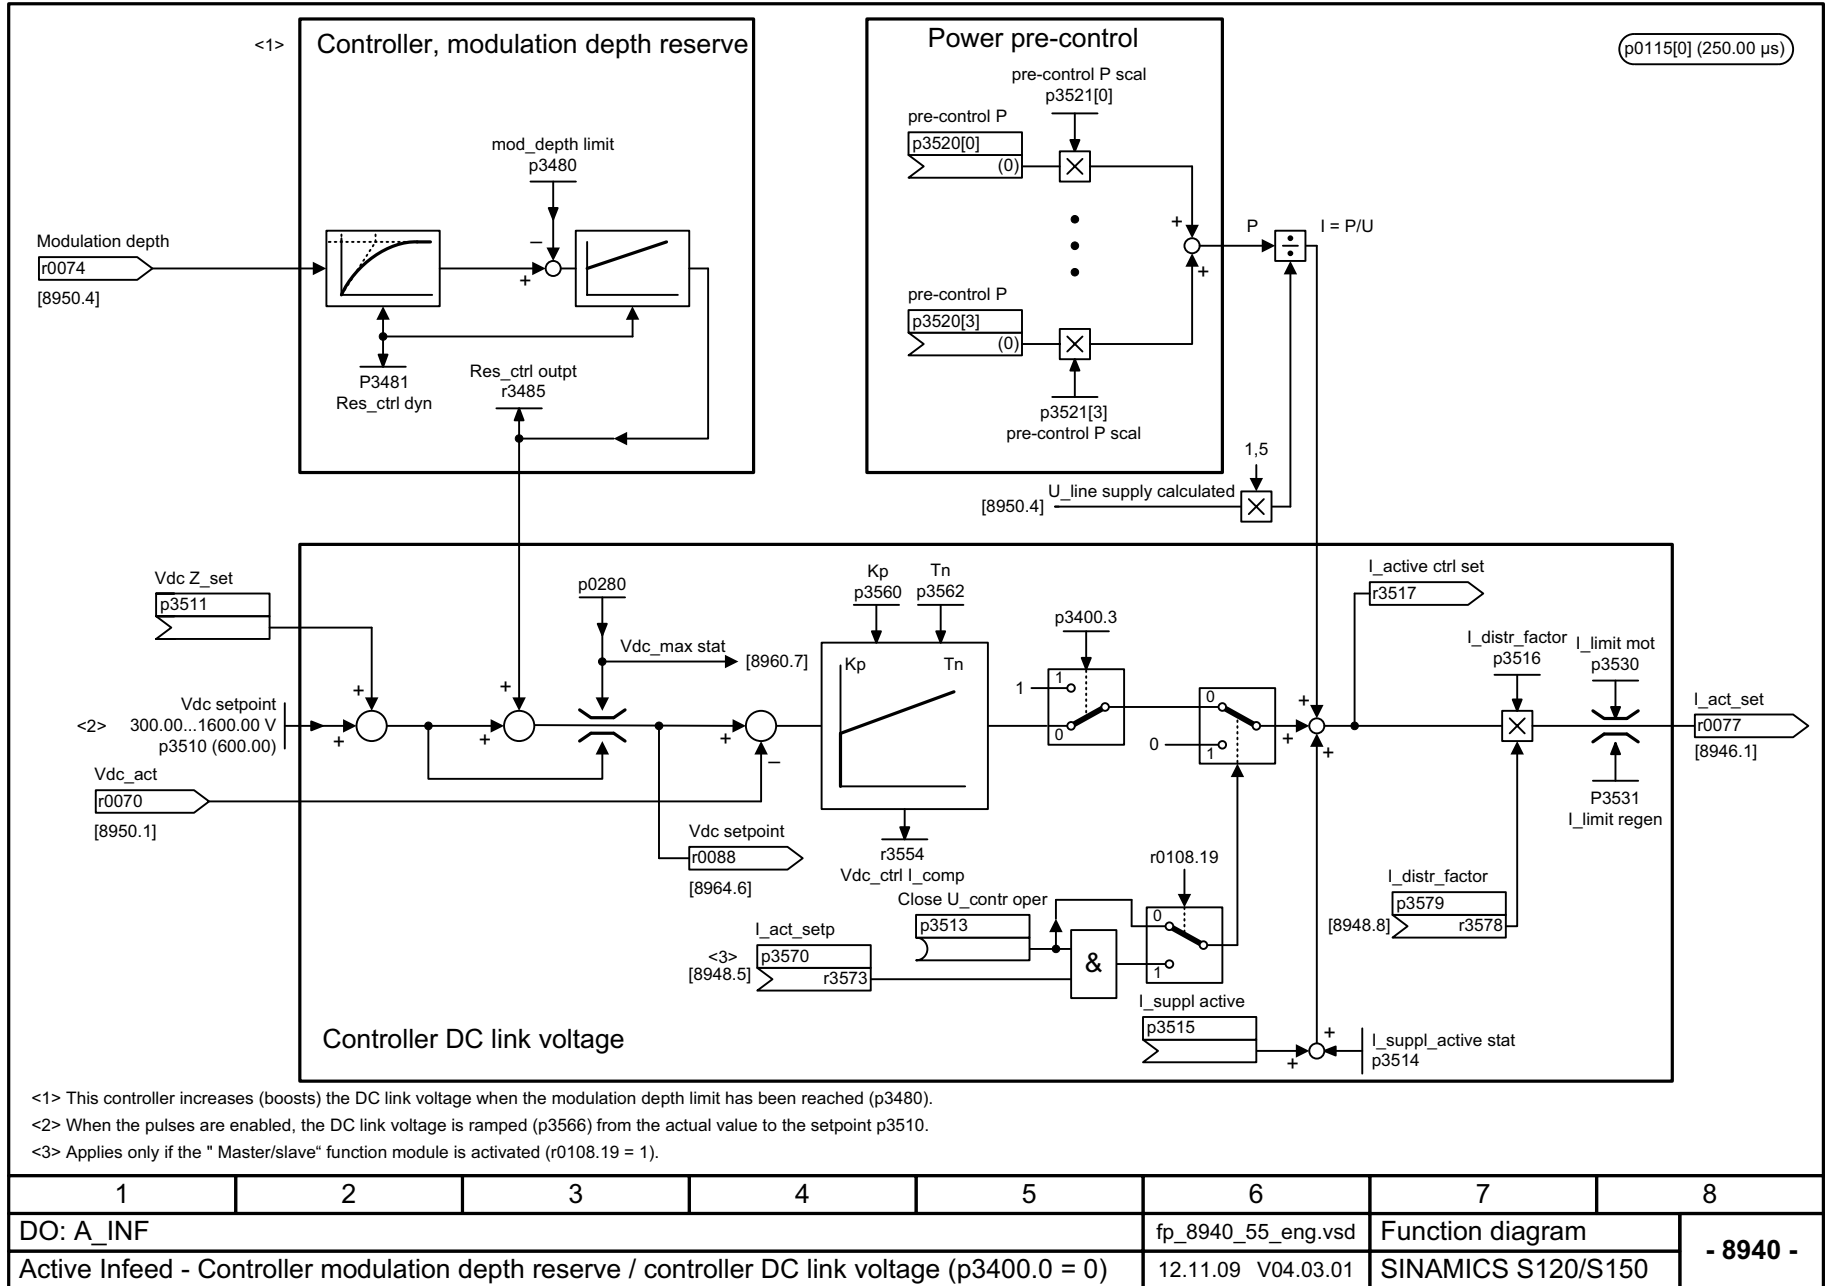 <1>
Controller, modulation depth reserve
Power pre-control
p0115[0] (250.00 µs)
pre-control P scal
p3521[0]
pre-control P
p3520[0]
(0)
mod_depth limit
p3480
–
+
Modulation depth
r0074
[8950.4]
P3481
Res_ctrl dyn
Res_ctrl outpt
r3485
+
P
I = P/U
+
pre-control P
p3520[3]
(0)
p3521[3]
pre-control P scal
1,5
U_line supply calculated
[8950.4]
Vdc Z_set
p3511
p0280
Vdc_max stat
[8960.7]
Kp
p3560
Tn
p3562
Kp
Tn
p3400.3
1
1
0
0
0
1
I_active ctrl set
r3517
I_distr_factor
p3516
I_limit mot
p3530
I_act_set
r0077
[8946.1]
P3531
I_limit regen
<2>
Vdc setpoint
300.00...1600.00 V
p3510 (600.00)
+
+
+
+
+
–
+
+
+
Vdc_act
r0070
[8950.1]
Vdc setpoint
r0088
[8964.6]
r3554
Vdc_ctrl I_comp
Close U_contr oper
p3513
r0108.19
0
1
&
I_act_setp
<3>
[8948.5]
p3570
r3573
I_distr_factor
p3579
[8948.8]
r3578
I_suppl active
p3515
+
+
I_suppl_active stat
p3514
Controller DC link voltage
<1> This controller increases (boosts) the DC link voltage when the modulation depth limit has been reached (p3480).
<2> When the pulses are enabled, the DC link voltage is ramped (p3566) from the actual value to the setpoint p3510.
<3> Applies only if the " Master/slave“ function module is activated (r0108.19 = 1).
1 2 3 4 5 6 7 8
DO: A_INF
fp_8940_55_eng.vsd
Function diagram
- 8940 -
Active Infeed - Controller modulation depth reserve / controller DC link voltage (p3400.0 = 0)
12.11.09 V04.03.01
SINAMICS S120/S150